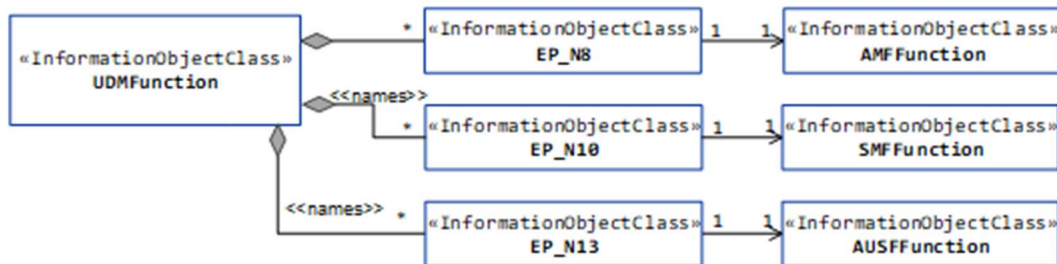 «InformationObjectClass»
UDMFunction
*
«InformationObjectClass»
EP_N8
1 1
«InformationObjectClass»
AMFFunction
<<names>>
*
«InformationObjectClass»
EP_N10
1 1
«InformationObjectClass»
SMFFunction
<<names>>
*
«InformationObjectClass»
EP_N13
1 1
«InformationObjectClass»
AUSFFunction